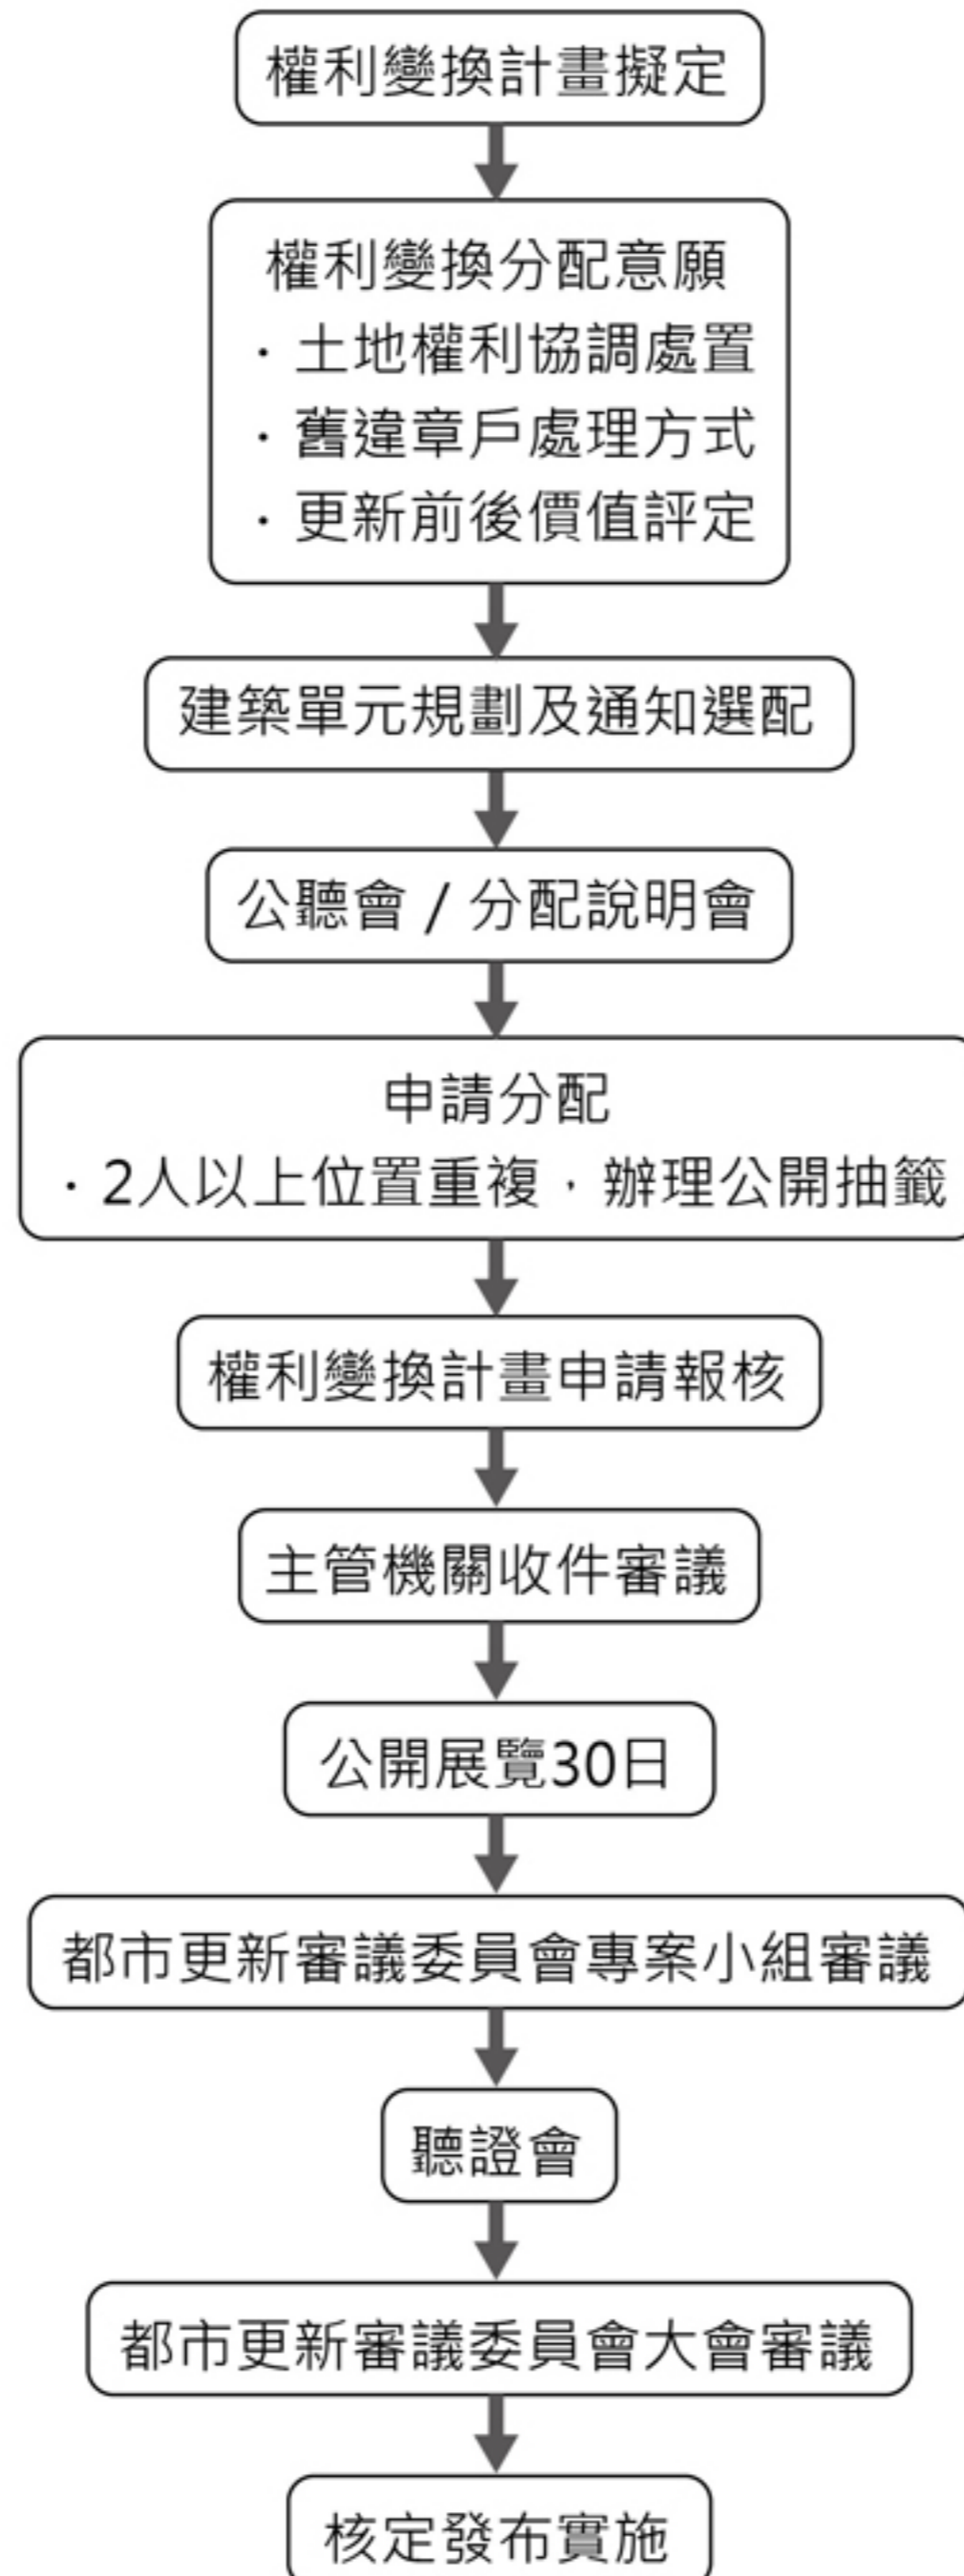 權利變換計畫擬定
權利變換分配意願
．土地權利協調處置
．舊違章戶處理方式
．更新前後價值評定
建築單元規劃及通知選配
公聽會 / 分配說明會
申請分配
．2人以上位置重複，辦理公開抽籤
權利變換計畫申請報核
主管機關收件審議
公開展覽30日
都市更新審議委員會專案小組審議
聽證會
都市更新審議委員會大會審議
核定發布實施